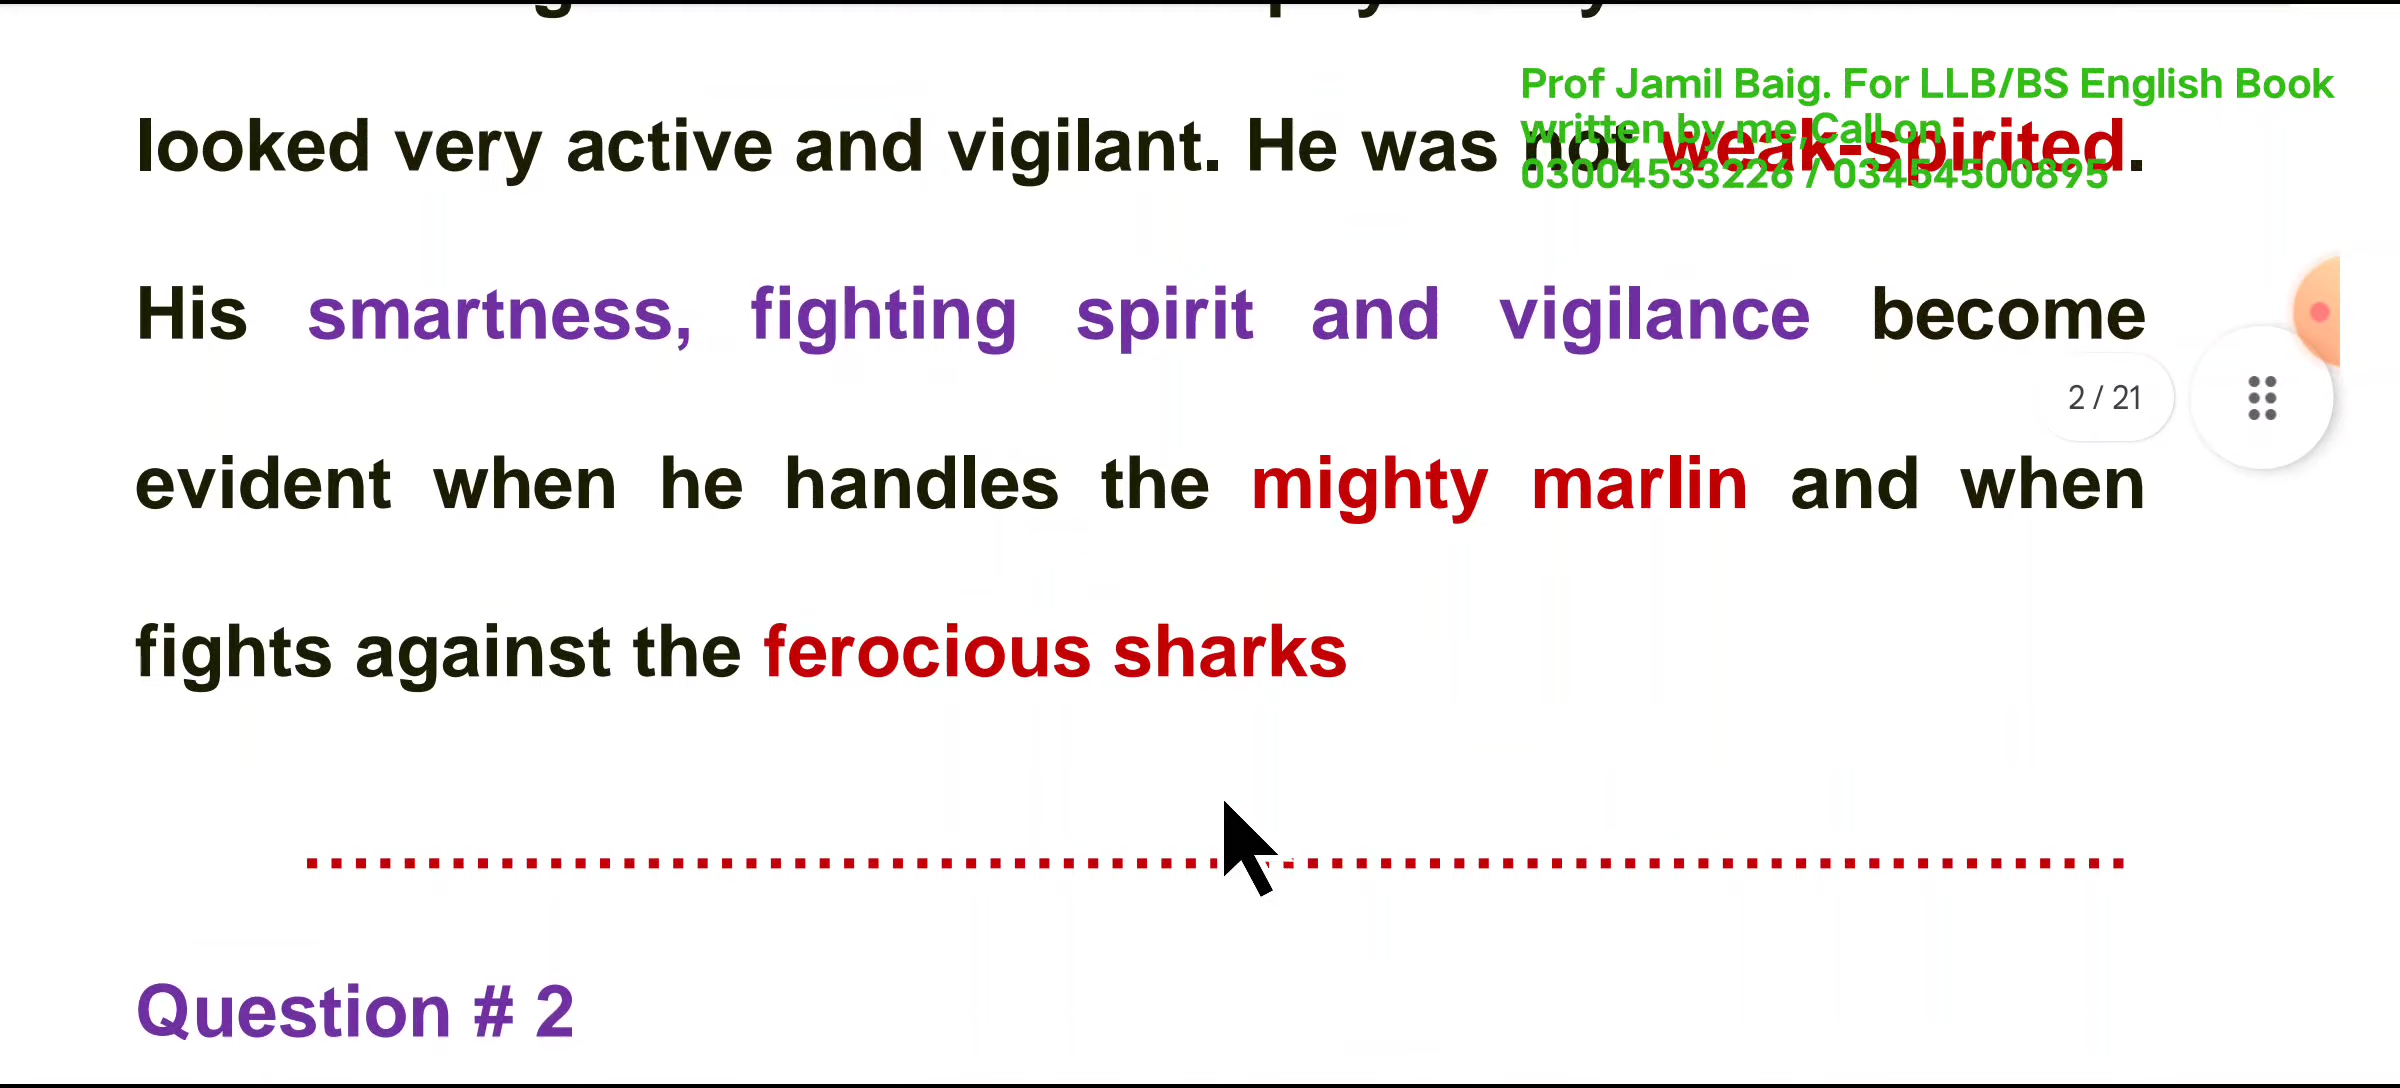 Prof Jamil Baig. For LLB/BS English Book
written by me,Call on
03004533226 / 03454500895
looked very active and vigilant. He was not weak-spirited.
His smartness, fighting spirit and vigilance become
2 / 21
evident when he handles the mighty marlin and when
fights against the ferocious sharks
Question # 2